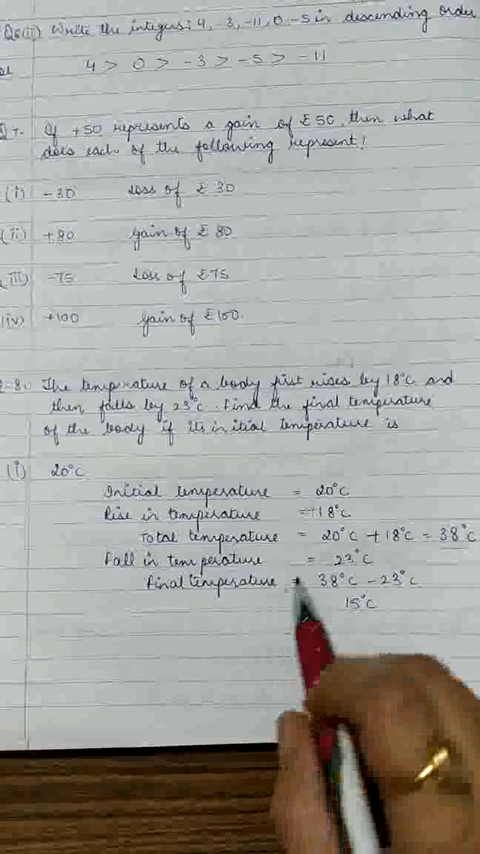 Q6(ii) Write the integers: 4, -3, -11, 0 -5 in descending order
4 > 0 > -3 > -5 > -11
7. If +50 represents a gain of ₹50, then what
does each of the following represent!
(i) -30 Loss of ₹ 30
(ii) +80 gain of ₹ 80
(iii) -75 Loss of ₹75
(iv) +100 Gain of ₹100.
8. The temperature of a body first rises by 18°C and
then falls by 23°C. Find the final temperature
of the body if its initial temperature is
(i) 20°C
Initial temperature = 20°C
Rise in temperature = +18°C
Total temperature = 20°C + 18°C = 38°C
Fall in temperature = 23°C
Final temperature = 38°C - 23°C
15°C